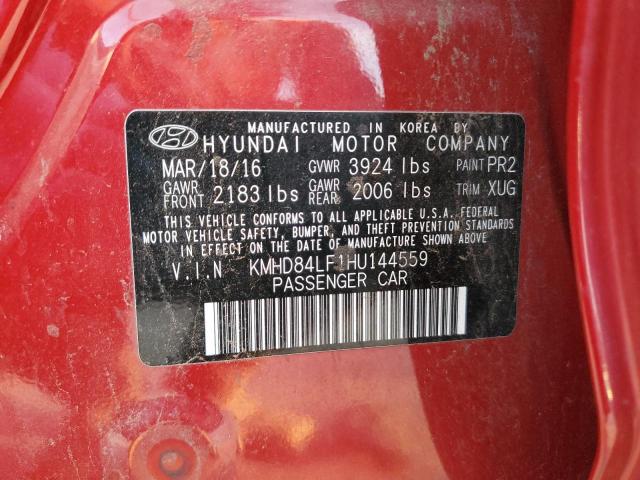 MANUFACTURED IN KOREA BY
HYUNDAI MOTOR COMPANY
MAR/18/16 GVWR 3924 lbs PAINT PR2
GAWR FRONT 2183 lbs GAWR REAR 2006 lbs TRIM XUG
THIS VEHICLE CONFORMS TO ALL APPLICABLE U.S.A. FEDERAL
MOTOR VEHICLE SAFETY, BUMPER, AND THEFT PREVENTION STANDARDS
IN EFFECT ON THE DATE OF MANUFACTURE SHOWN ABOVE.
V.I.N KMHD84LF1HU144559
PASSENGER CAR